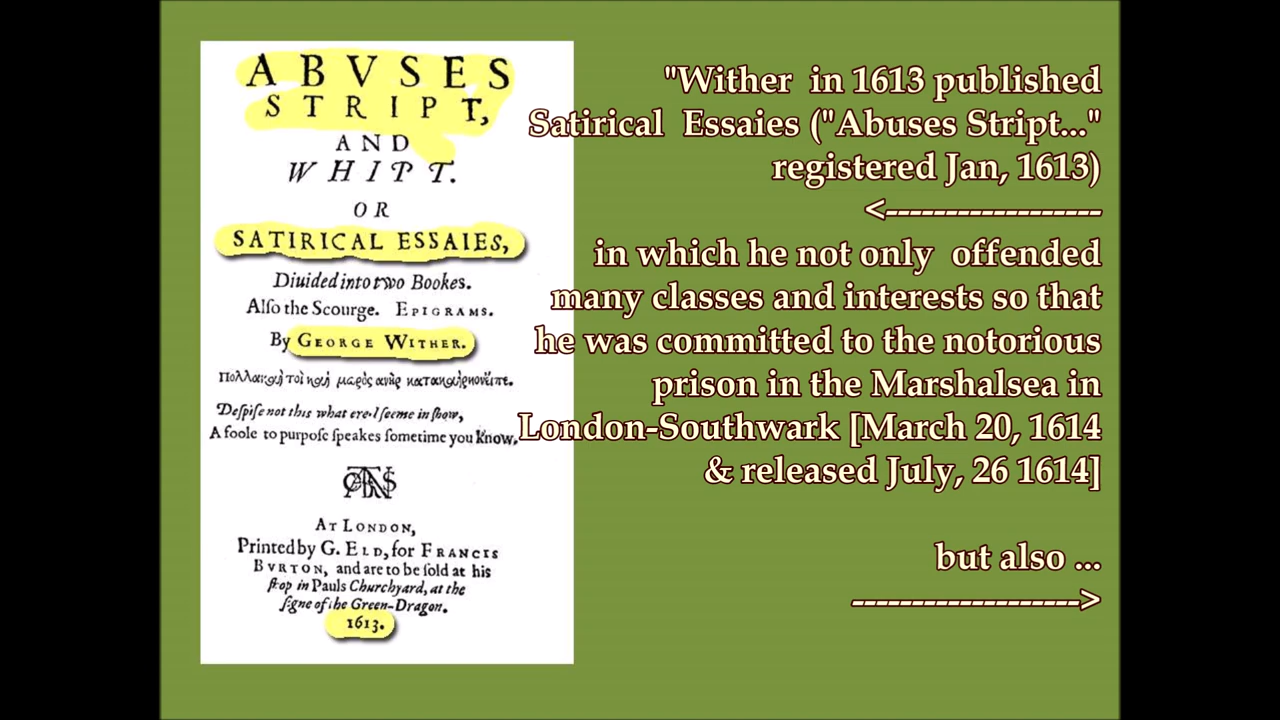 ABVSES
STRIPT,
AND
WHIPT.
OR
SATIRICAL ESSAIES,
Diuided into two Bookes.
Also the Scourge. EPIGRAMS.
By GEORGE WITHER.
Despise not this what ere I seeme in show,
A foole to purpose speakes sometime you know.
AT LONDON,
Printed by G. ELD, for FRANCIS
BVRTON, and are to be sold at his
shop in Pauls Churchyard, at the
signe of the Green-Dragon.
1613.
"Wither in 1613 published
Satirical Essaies ("Abuses Stript..."
registered Jan, 1613)
<------------------
in which he not only offended
many classes and interests so that
he was committed to the notorious
prison in the Marshalsea in
London-Southwark [March 20, 1614
& released July, 26 1614]
but also ...
------------------->